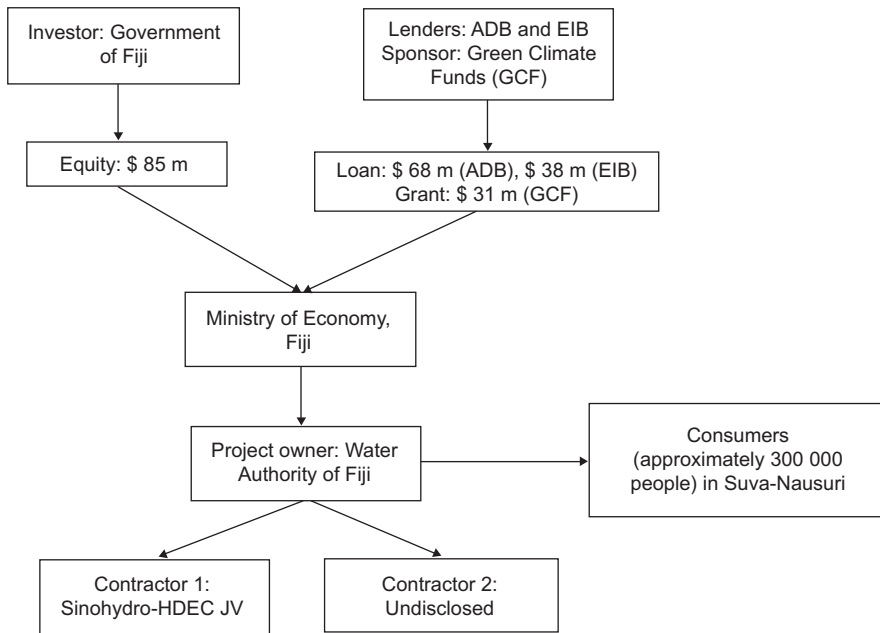 Investor: Government
of Fiji
Lenders: ADB and EIB
Sponsor: Green Climate
Funds (GCF)
Equity: $ 85 m
Loan: $ 68 m (ADB), $ 38 m (EIB)
Grant: $ 31 m (GCF)
Ministry of Economy,
Fiji
Project owner: Water
Authority of Fiji
Consumers
(approximately 300 000
people) in Suva-Nausuri
Contractor 1:
Sinohydro-HDEC JV
Contractor 2:
Undisclosed